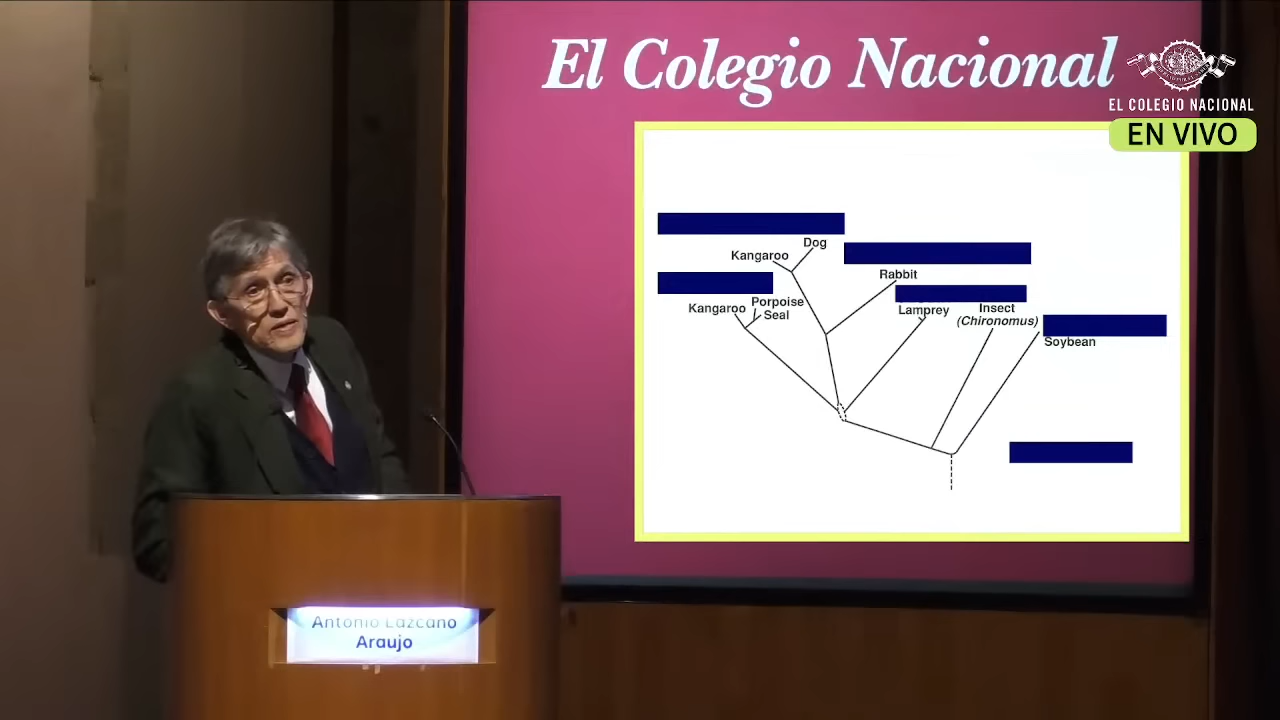 El Colegio Nacional
EL COLEGIO NACIONAL
EN VIVO
Dog
Kangaroo
Rabbit
Kangaroo
Porpoise
Seal
Lamprey
Insect
(Chironomus)
Soybean
Antonio Lazcano
Araujo